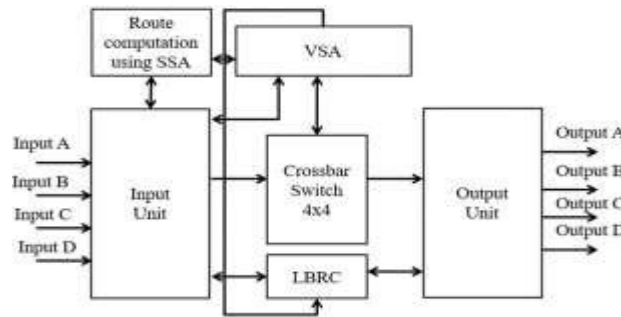 Route
computation
using SSA
VSA
Input A
Input B
Input C
Input D
Input
Unit
Crossbar
Switch
4x4
LBRC
Output
Unit
Output A
Output B
Output C
Output D